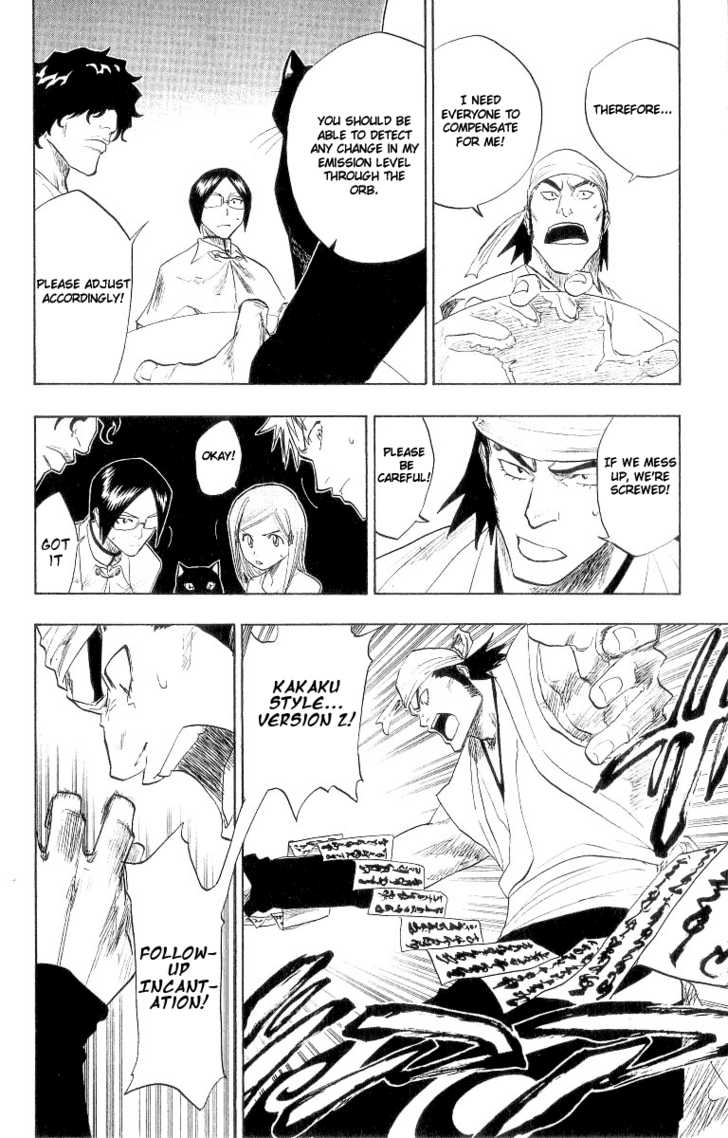 THEREFORE...
I NEED
EVERYONE TO
COMPENSATE
FOR ME!
YOU SHOULD BE
ABLE TO DETECT
ANY CHANGE IN MY
EMISSION LEVEL
THROUGH THE
ORB.
PLEASE ADJUST
ACCORDINGLY!
IF WE MESS
UP, WE'RE
SCREWED!
PLEASE
BE
CAREFUL!
OKAY!
GOT
IT
KAKAKU
STYLE...
VERSION 2!
FOLLOW-
UP
INCANT-
ATION!